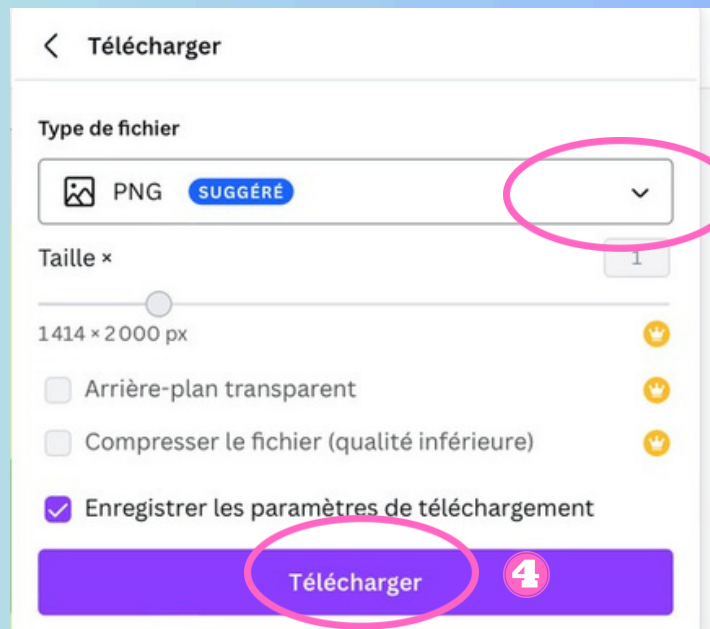 Télécharger
Type de fichier
PNG SUGGÉRÉ
Taille × 1
1414 × 2000 px
Arrière-plan transparent
Compresser le fichier (qualité inférieure)
Enregistrer les paramètres de téléchargement
Télécharger 4